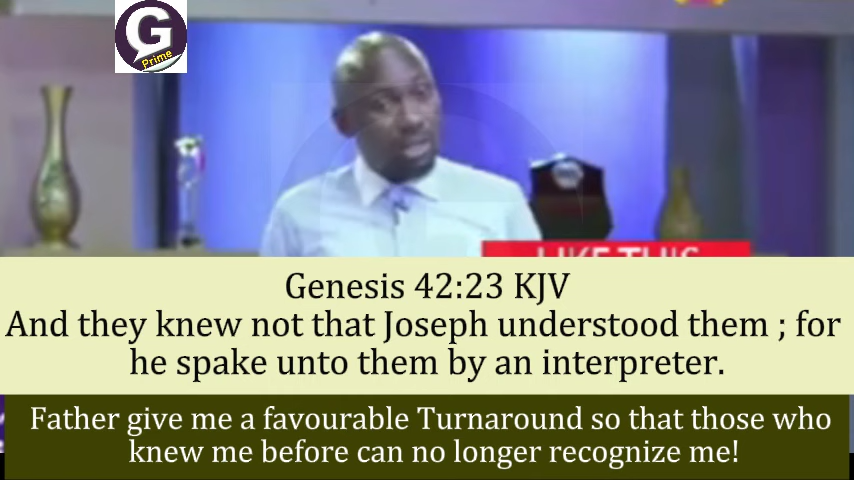 G
Prime
LIKE THIS
Genesis 42:23 KJV
And they knew not that Joseph understood them ; for
he spake unto them by an interpreter.
Father give me a favourable Turnaround so that those who
knew me before can no longer recognize me!